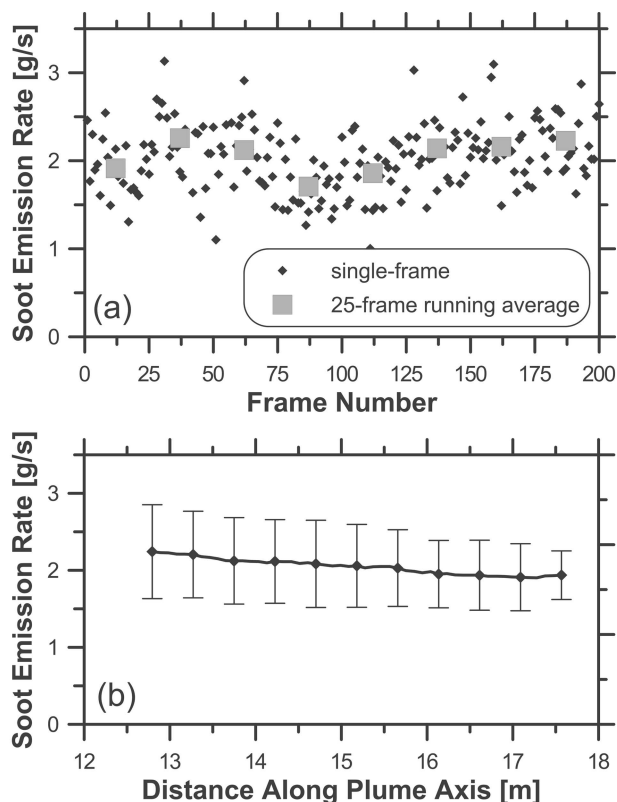 Soot Emission Rate [g/s]
3
2
1
0
(a)
single-frame
25-frame running average
0 25 50 75 100 125 150 175 200
Frame Number
Soot Emission Rate [g/s]
3
2
1
0
(b)
12 13 14 15 16 17 18
Distance Along Plume Axis [m]